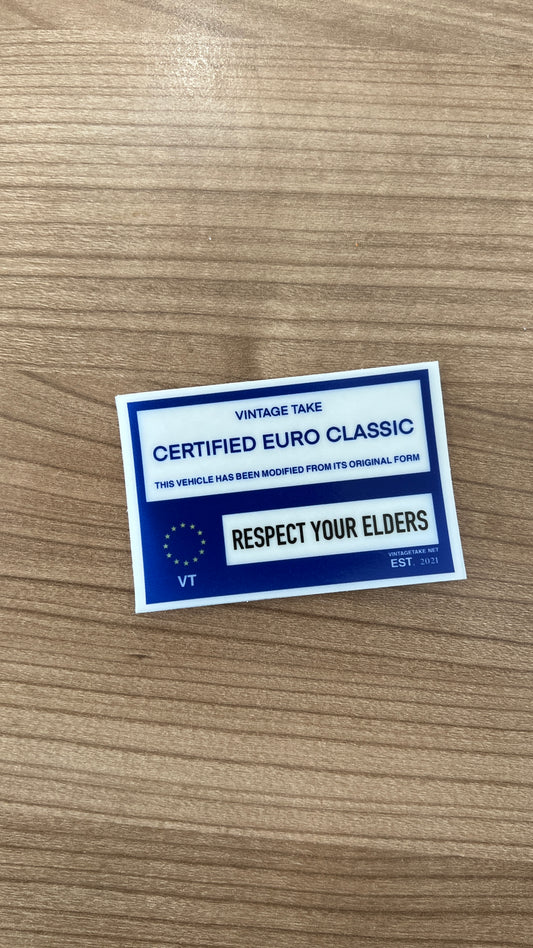 VINTAGE TAKE
CERTIFIED EURO CLASSIC
THIS VEHICLE HAS BEEN MODIFIED FROM ITS ORIGINAL FORM
RESPECT YOUR ELDERS
VINTAGETAKE.NET
VT
EST. 2021